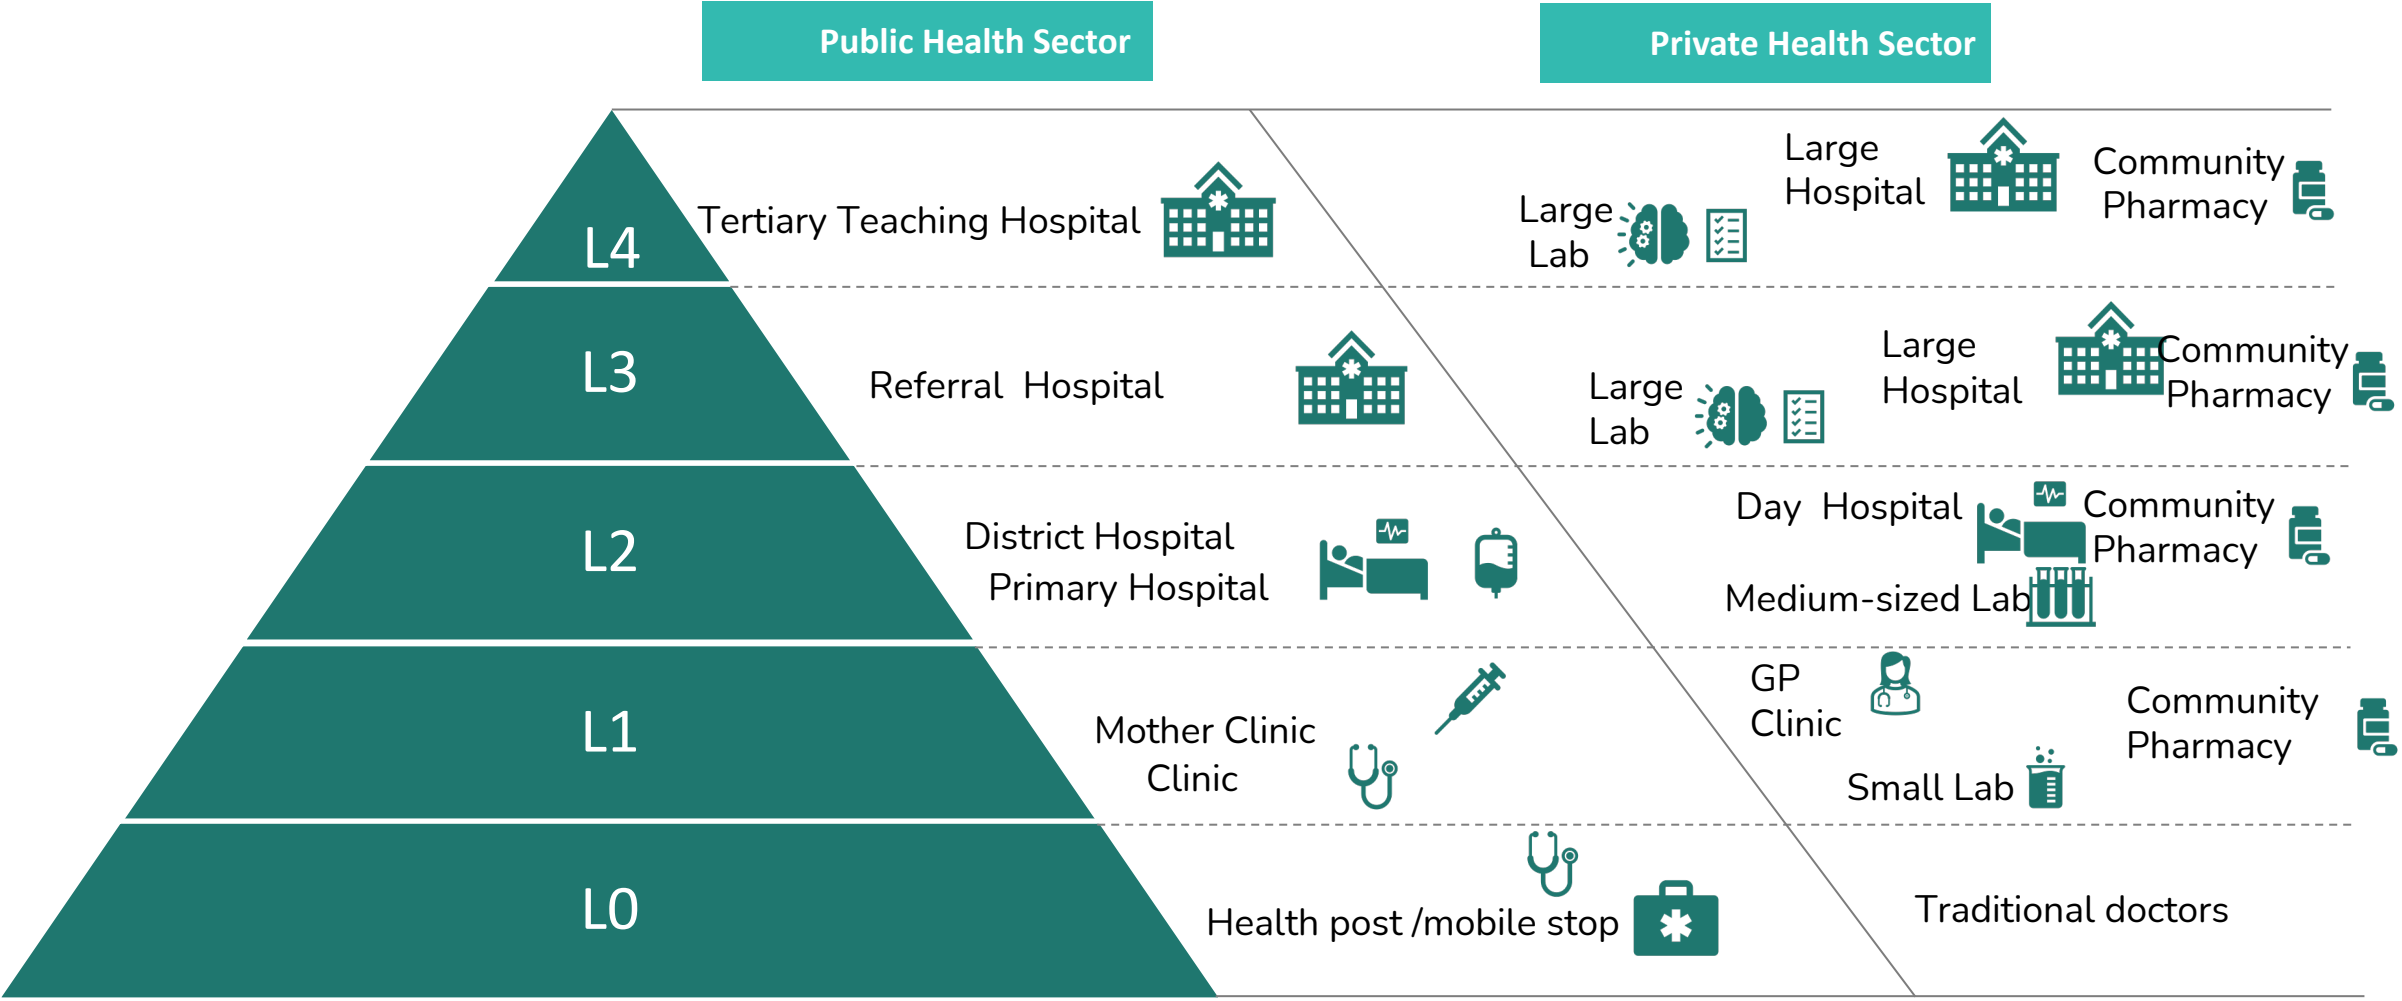 Public Health Sector
Private Health Sector
L4
Tertiary Teaching Hospital
Large
Lab
Large
Hospital
Community
Pharmacy
L3
Referral  Hospital
Large
Lab
Large
Hospital
Community
Pharmacy
L2
District Hospital
Primary Hospital
Day  Hospital
Medium-sized Lab
Community
Pharmacy
L1
Mother Clinic
Clinic
GP
Clinic
Small Lab
Community
Pharmacy
L0
Health post /mobile stop
Traditional doctors